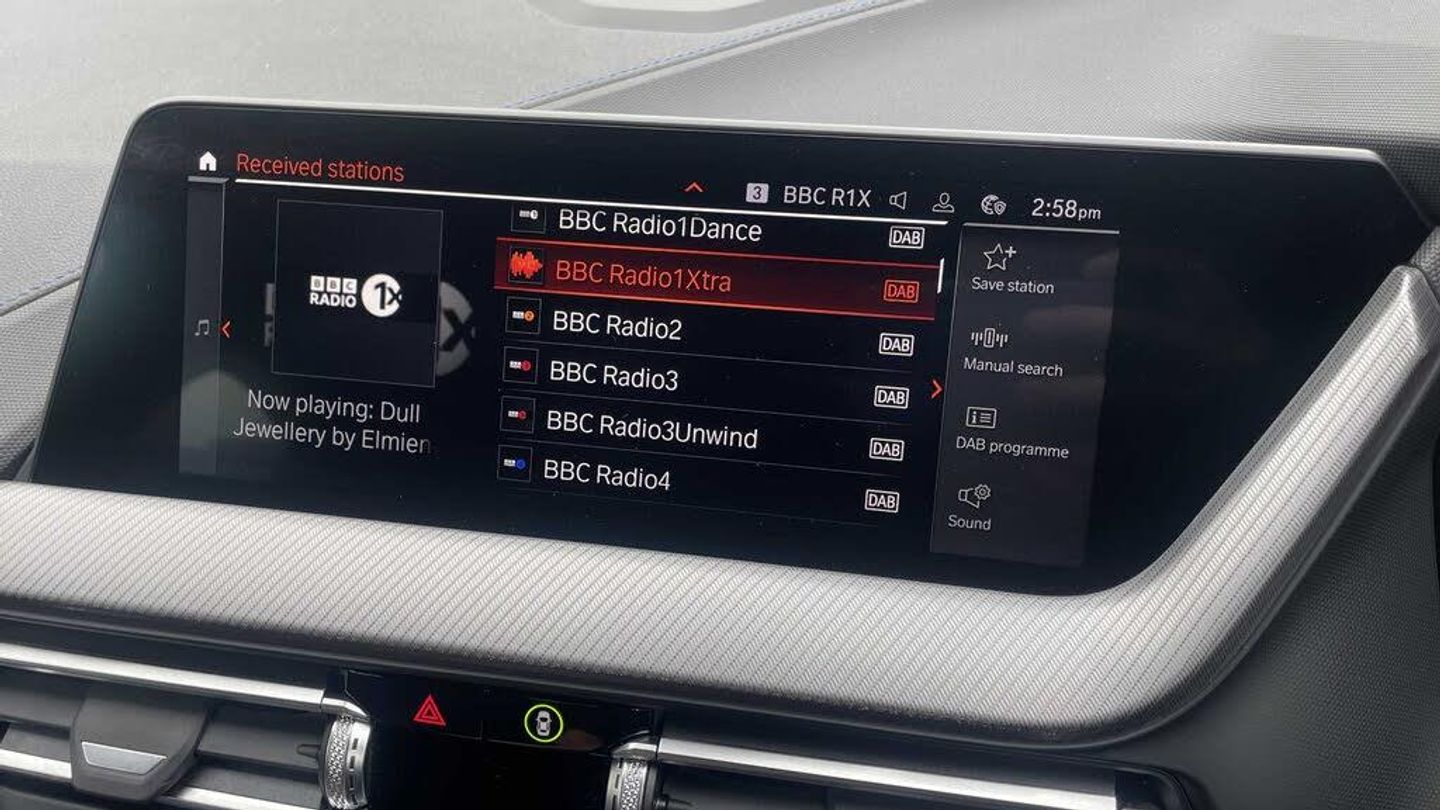 Received stations
3 BBC R1X 2:58pm
BBC
RADIO 1X
Now playing: Dull
Jewellery by Elmien
BBC Radio1Dance DAB
BBC Radio1Xtra DAB
BBC Radio2 DAB
BBC Radio3 DAB
BBC Radio3Unwind DAB
BBC Radio4 DAB
Save station
Manual search
DAB programme
Sound